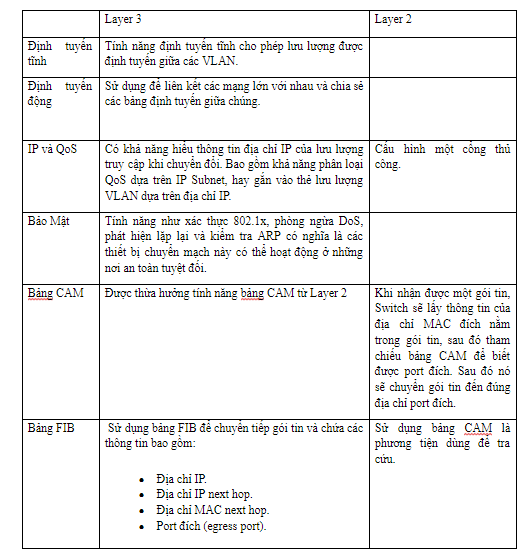 Layer 3
Layer 2
Định tuyến
tĩnh
Tính năng định tuyến tĩnh cho phép lưu lượng được
định tuyến giữa các VLAN.
Định tuyến
động
Sử dụng để liên kết các mạng lớn với nhau và chia sẻ
các bảng định tuyến giữa chúng.
IP và QoS
Có khả năng hiểu thông tin địa chỉ IP của lưu lượng
truy cập khi chuyển đổi. Bao gồm khả năng phân loại
QoS dựa trên IP Subnet, hay gắn vào thẻ lưu lượng
VLAN dựa trên địa chỉ IP.
Cấu hình một cổng thủ
công.
Bảo Mật
Tính năng như xác thực 802.1x, phòng ngừa DoS,
phát hiện lặp lại và kiểm tra ARP có nghĩa là các
thiết bị chuyển mạch này có thể hoạt động ở những
nơi an toàn tuyệt đối.
Bảng CAM
Được thừa hưởng tính năng bảng CAM từ Layer 2
Khi nhận được một gói tin,
Switch sẽ lấy thông tin của
địa chỉ MAC đích nằm
trong gói tin, sau đó tham
chiếu bảng CAM để biết
được port đích. Sau đó nó
sẽ chuyển gói tin đến đúng
địa chỉ port đích.
Bảng FIB
Sử dụng bảng FIB để chuyển tiếp gói tin và chứa các
thông tin bao gồm:
• Địa chỉ IP.
• Địa chỉ IP next hop.
• Địa chỉ MAC next hop.
• Port đích (egress port).
Sử dụng bảng CAM là
phương tiện dùng để tra
cứu.